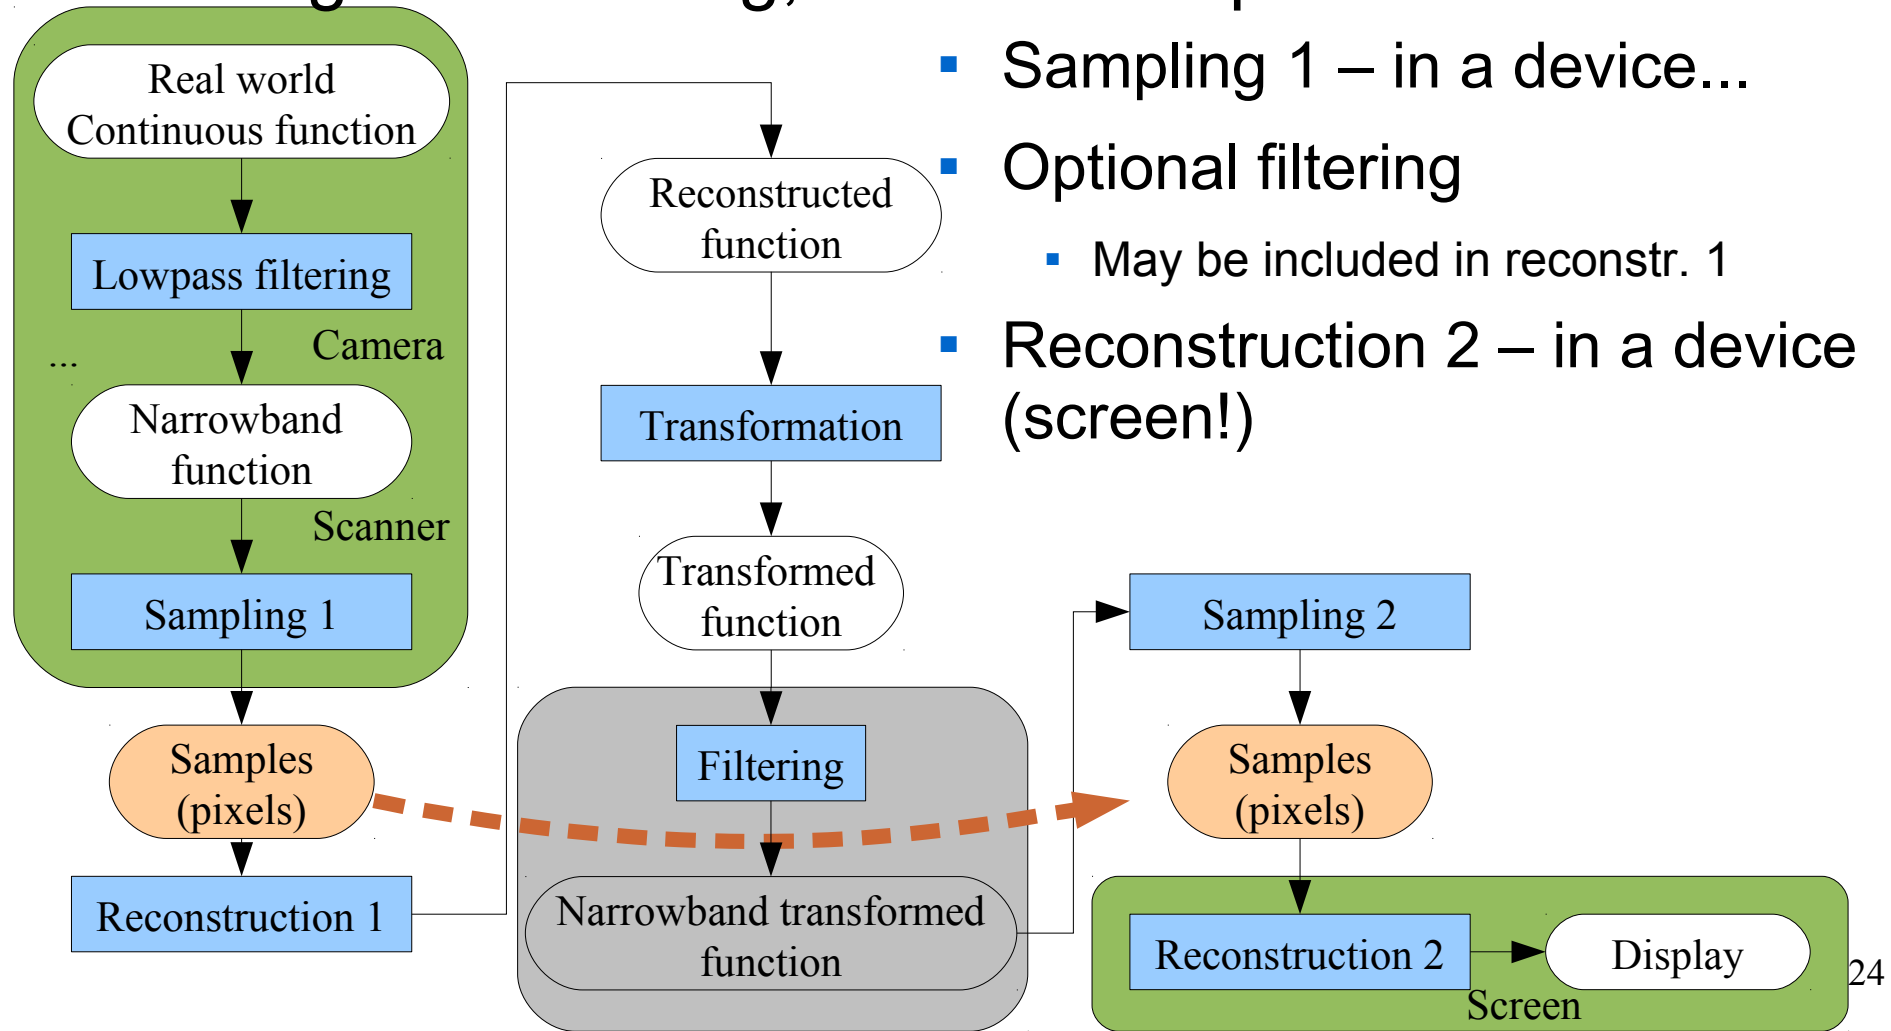 Real world
Continuous function
Lowpass filtering
Camera
...
Narrowband
function
Scanner
Sampling 1
Samples
(pixels)
Reconstruction 1
Reconstructed
function
Transformation
Transformed
function
Filtering
Narrowband transformed
function
Sampling 2
Samples
(pixels)
Reconstruction 2
Display
Screen
▪ Sampling 1 – in a device...
▪ Optional filtering
▪ May be included in reconstr. 1
▪ Reconstruction 2 – in a device
(screen!)
24